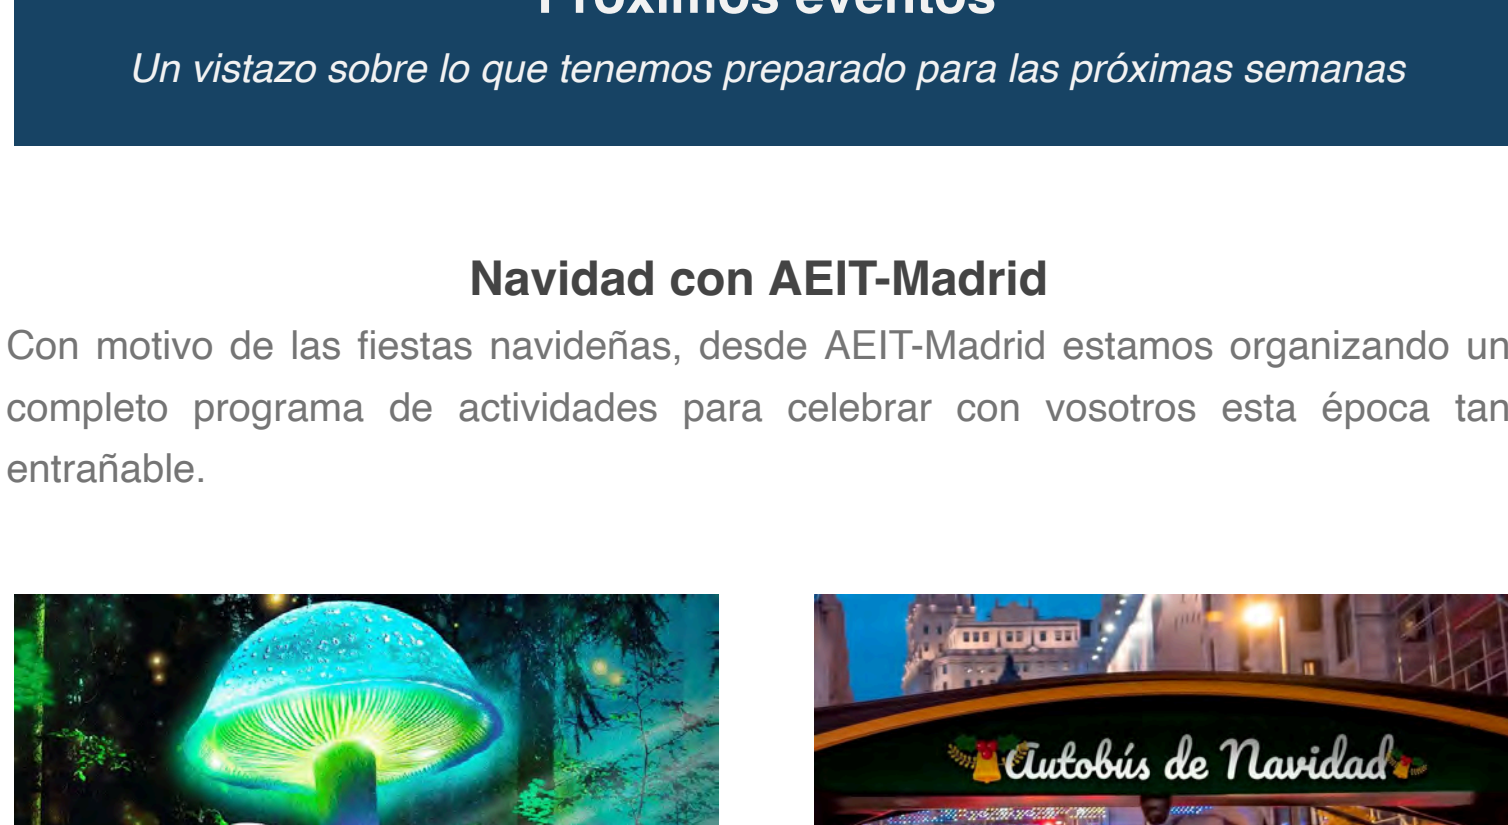 Próximos eventos
Un vistazo sobre lo que tenemos preparado para las próximas semanas
Navidad con AEIT-Madrid
Con motivo de las fiestas navideñas, desde AEIT-Madrid estamos organizando un
completo programa de actividades para celebrar con vosotros esta época tan
entrañable.
Autobús de Navidad